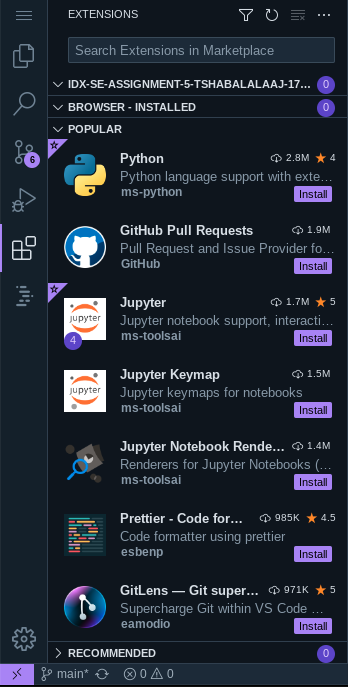 EXTENSIONS
Search Extensions in Marketplace
IDX-SE-ASSIGNMENT-5-TSHABALALAAJ-17... 0
BROWSER - INSTALLED 0
POPULAR
Python 2.8M 4
Python language support with exte...
ms-python Install
6
GitHub Pull Requests 1.9M
Pull Request and Issue Provider fo...
GitHub Install
Jupyter 1.7M 5
Jupyter notebook support, interacti...
ms-toolsai Install
jupyter
4
Jupyter Keymap 1.5M
Jupyter keymaps for notebooks
ms-toolsai Install
jupyter
Jupyter Notebook Rende... 1.4M
Renderers for Jupyter Notebooks (...
ms-toolsai Install
Prettier - Code for... 985K 4.5
Code formatter using prettier
esbenp Install
GitLens — Git super... 971K 5
Supercharge Git within VS Code ...
eamodio Install
RECOMMENDED 0
main* 0 0